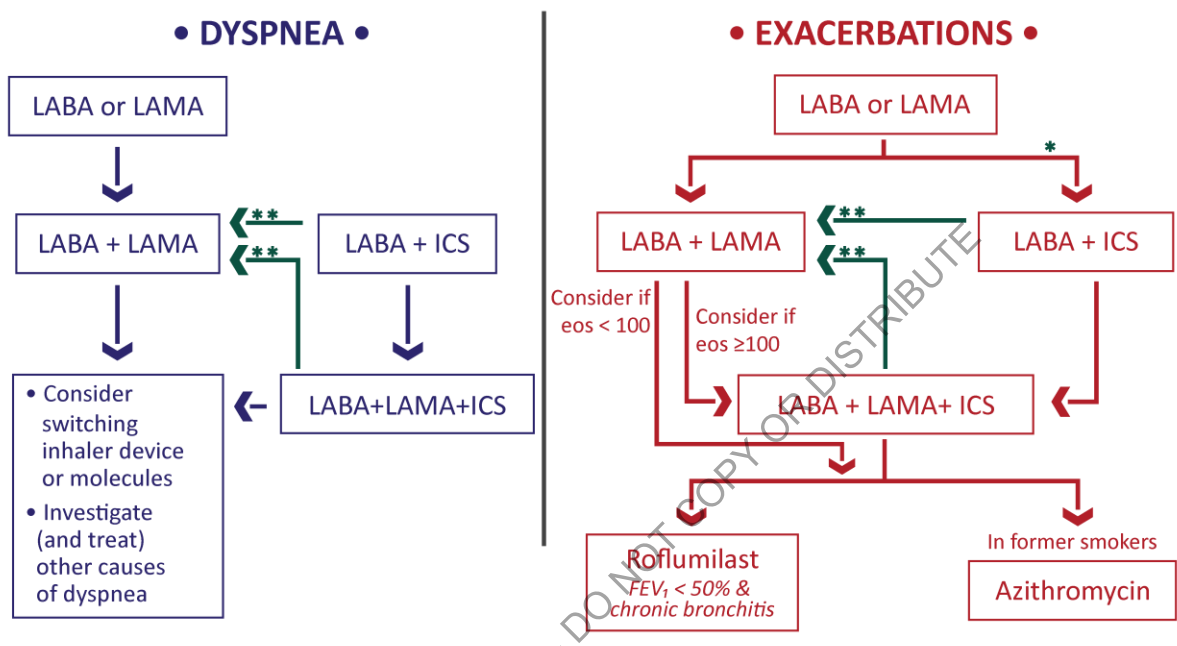 • DYSPNEA •
LABA or LAMA
LABA + LAMA
**
**
LABA + ICS
• Consider
switching
inhaler device
or molecules
• Investigate
(and treat)
other causes
of dyspnea
LABA+LAMA+ICS
• EXACERBATIONS •
LABA or LAMA
*
LABA + LAMA
**
**
LABA + ICS
Consider if
eos < 100
Consider if
eos ≥100
LABA + LAMA+ ICS
Roflumilast
FEV₁ < 50% &
chronic bronchitis
In former smokers
Azithromycin
DO NOT COPY OR DISTRIBUTE